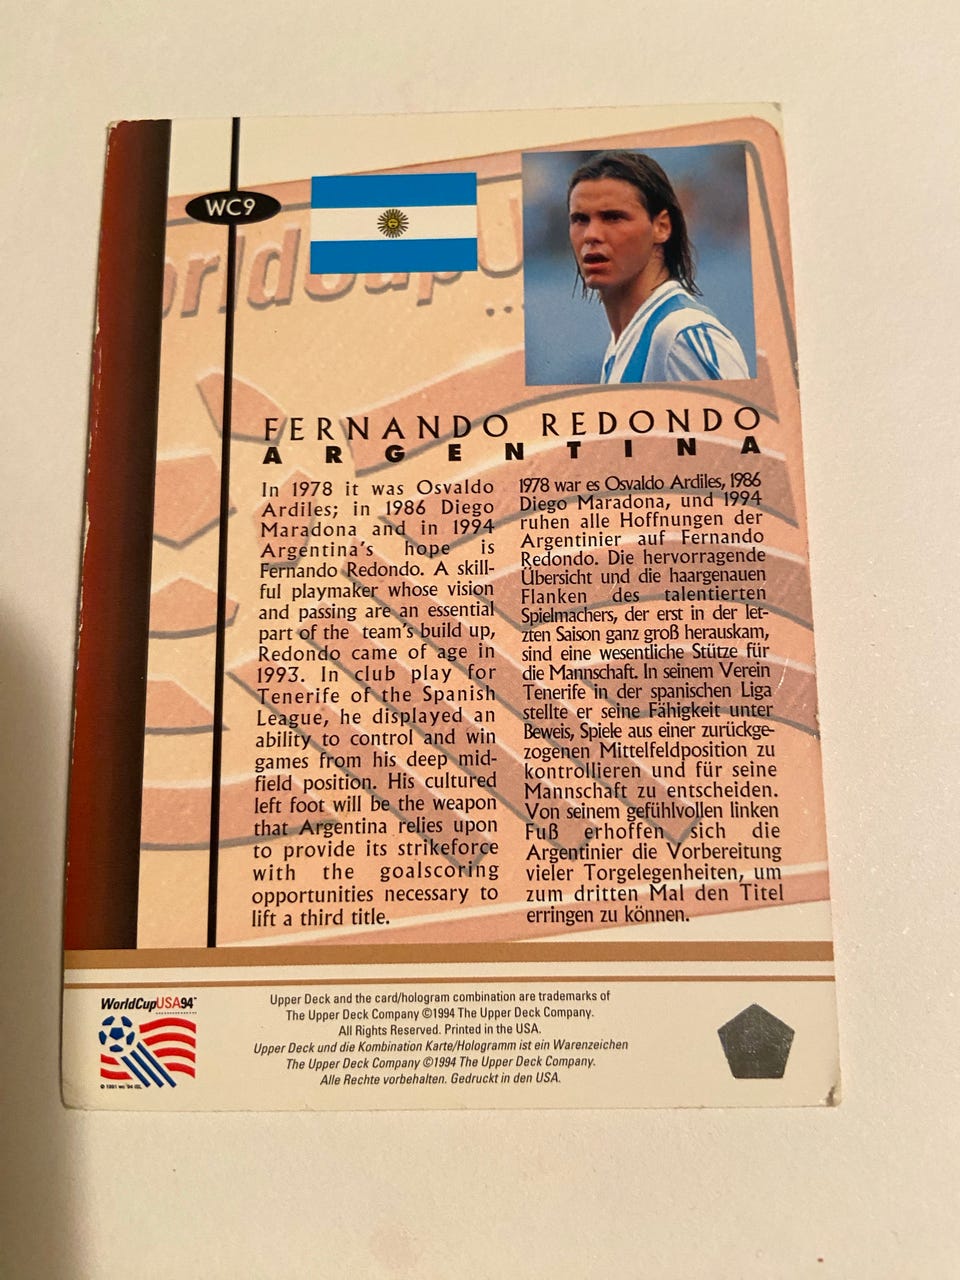 WC9
orldCupU
FERNANDO REDONDO
ARGENTINA
In 1978 it was Osvaldo
Ardiles; in 1986 Diego
Maradona and in 1994
Argentina's hope is
Fernando Redondo. A skill-
ful playmaker whose vision
and passing are an essential
part of the team's build up,
Redondo came of age in
1993. In club play for
Tenerife of the Spanish
League, he displayed an
ability to control and win
games from his deep mid-
field position. His cultured
left foot will be the weapon
that Argentina relies upon
to provide its strikeforce
with the goalscoring
opportunities necessary to
lift a third title.
1978 war es Osvaldo Ardiles, 1986
Diego Maradona, und 1994
ruhen alle Hoffnungen der
Argentinier auf Fernando
Redondo. Die hervorragende
Übersicht und die haargenauen
Flanken des talentierten
Spielmachers, der erst in der let-
zten Saison ganz groß herauskam,
sind eine wesentliche Stütze für
die Mannschaft. In seinem Verein
Tenerife in der spanischen Liga
stellte er seine Fähigkeit unter
Beweis, Spiele aus einer zurückge-
zogenen Mittelfeldposition zu
kontrollieren und für seine
Mannschaft zu entscheiden.
Von seinem gefühlvollen linken
Fuß erhoffen sich die
Argentinier die Vorbereitung
vieler Torgelegenheiten, um
zum dritten Mal den Titel
erringen zu können.
WorldCupUSA94™
© 1991 WC '94 ISL
Upper Deck and the card/hologram combination are trademarks of
The Upper Deck Company ©1994 The Upper Deck Company.
All Rights Reserved. Printed in the USA.
Upper Deck und die Kombination Karte/Hologramm ist ein Warenzeichen
The Upper Deck Company ©1994 The Upper Deck Company.
Alle Rechte vorbehalten. Gedruckt in den USA.